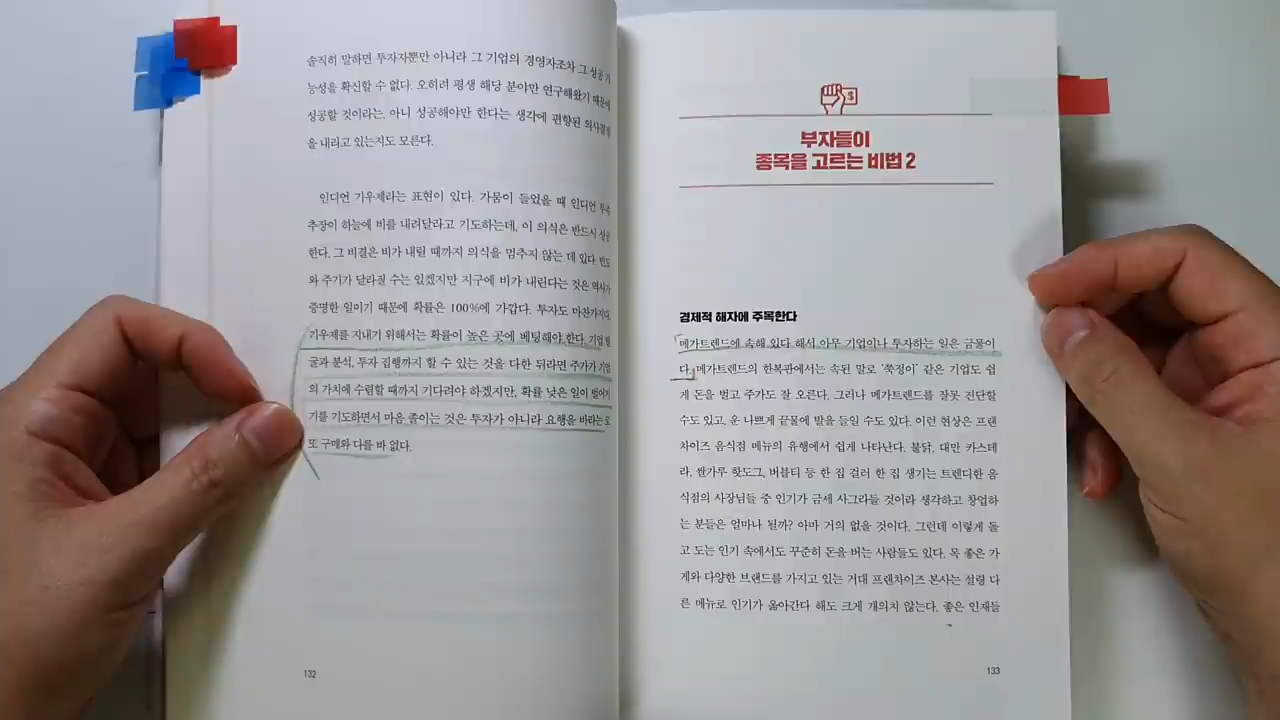 솔직히 말하면 투자자뿐만 아니라 그 기업의 경영자조차 그 성공 가
능성을 확신할 수 없다. 오히려 평생 해당 분야만 연구해왔기 때문에
성공할 것이라는, 아니 성공해야만 한다는 생각에 편향된 의사결정
을 내리고 있는지도 모른다.
인디언 기우제라는 표현이 있다. 가뭄이 들었을 때 인디언 부족
추장이 하늘에 비를 내려달라고 기도하는데, 이 의식은 반드시 성공
한다. 그 비결은 비가 내릴 때까지 의식을 멈추지 않는 데 있다. 빈도
와 주기가 달라질 수는 있겠지만 지구에 비가 내린다는 것은 역사가
증명한 일이기 때문에 확률은 100%에 가깝다. 투자도 마찬가지다.
기우제를 지내기 위해서는 확률이 높은 곳에 베팅해야 한다. 기업 발
굴과 분석, 투자 집행까지 할 수 있는 것을 다한 뒤라면 주가가 기업
의 가치에 수렴할 때까지 기다려야 하겠지만, 확률 낮은 일이 벌어지
기를 기도하면서 마음 졸이는 것은 투자가 아니라 요행을 바라는 로
또 구매와 다를 바 없다.
132
$
부자들이
종목을 고르는 비법 2
경제적 해자에 주목한다
메가트렌드에 속해 있다 해서 아무 기업이나 투자하는 일은 금물이
다. 메가트렌드의 한복판에서는 속된 말로 '쭉정이' 같은 기업도 쉽
게 돈을 벌고 주가도 잘 오른다. 그러나 메가트렌드를 잘못 진단할
수도 있고, 운 나쁘게 끝물에 발을 들일 수도 있다. 이런 현상은 프랜
차이즈 음식점 메뉴의 유행에서 쉽게 나타난다. 불닭, 대만 카스테
라, 쌀가루 핫도그, 버블티 등 한 집 걸러 한 집 생기는 트렌디한 음
식점의 사장님들 중 인기가 금세 사그라들 것이라 생각하고 창업하
는 분들은 얼마나 될까? 아마 거의 없을 것이다. 그런데 이렇게 돌
고 도는 인기 속에서도 꾸준히 돈을 버는 사람들도 있다. 목 좋은 가
게와 다양한 브랜드를 가지고 있는 거대 프랜차이즈 본사는 설령 다
른 메뉴로 인기가 옮아간다 해도 크게 개의치 않는다. 좋은 인재들
133